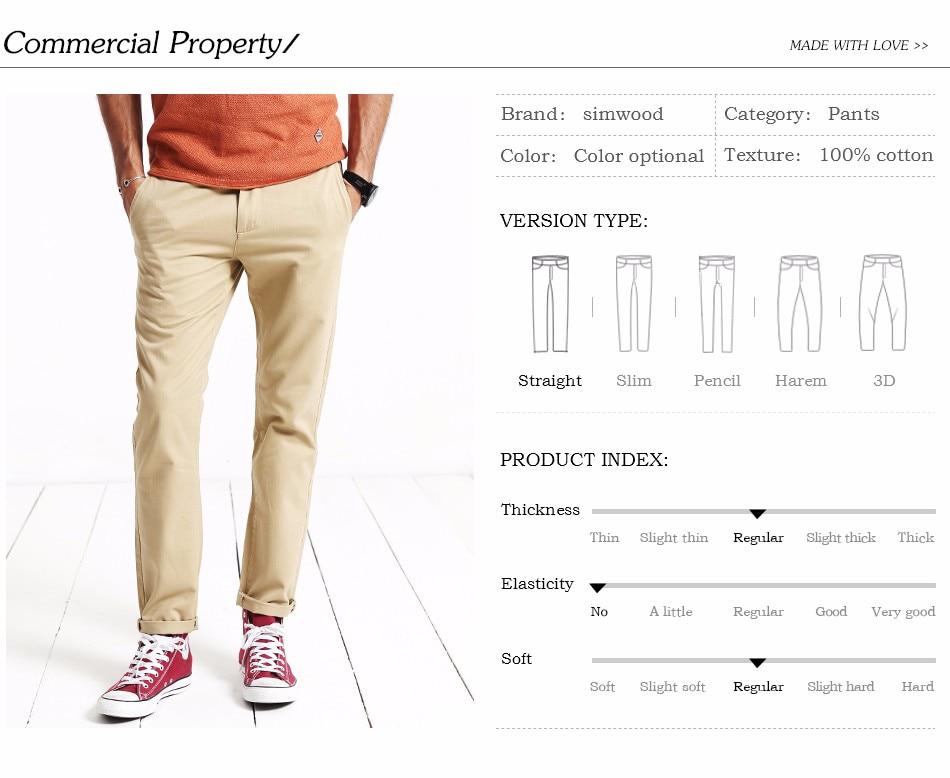 Commercial Property/
MADE WITH LOVE >>
Brand: simwood
Category: Pants
Color: Color optional
Texture: 100% cotton
VERSION TYPE:
Straight Slim Pencil Harem 3D
PRODUCT INDEX:
Thickness
Thin Slight thin Regular Slight thick Thick
Elasticity
No A little Regular Good Very good
Soft
Soft Slight soft Regular Slight hard Hard